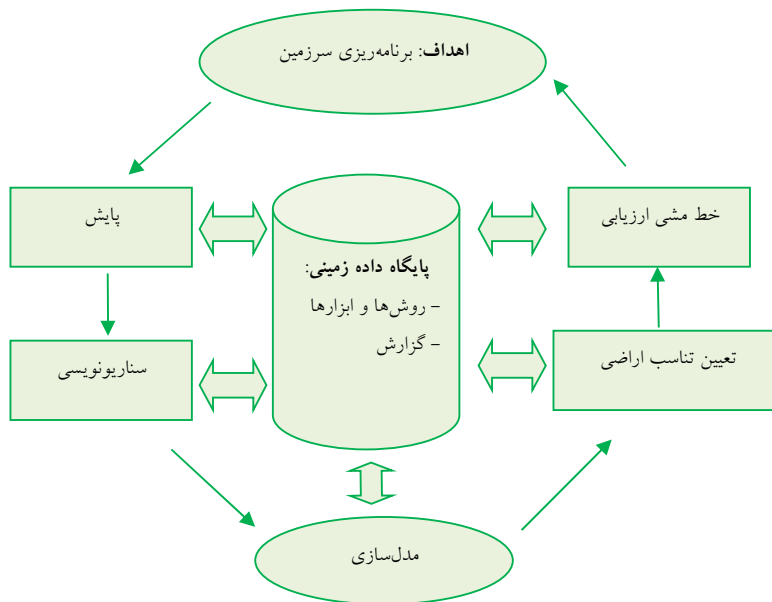 اهداف: برنامه‌ریزی سرزمین
خط مشی ارزیابی
پایش
پایگاه داده زمینی:
- روش‌ها و ابزارها
- گزارش
تعیین تناسب اراضی
سناریونویسی
مدل‌سازی